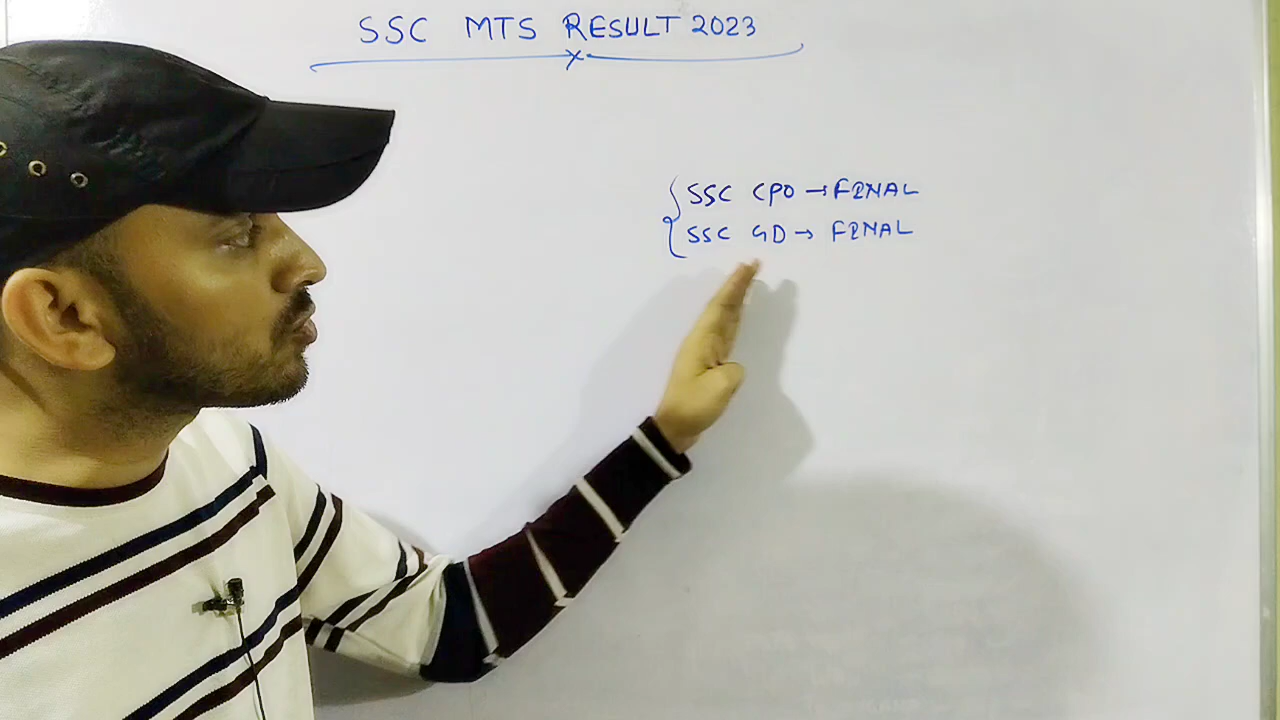 SSC MTS RESULT 2023
SSC CPO → FINAL
SSC GD → FINAL